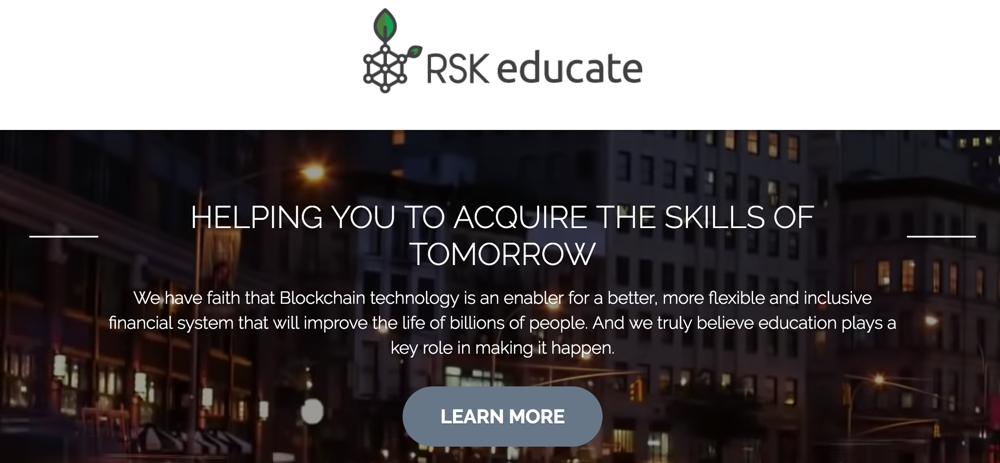 RSK educate
HELPING YOU TO ACQUIRE THE SKILLS OF
TOMORROW
We have faith that Blockchain technology is an enabler for a better, more flexible and inclusive
financial system that will improve the life of billions of people. And we truly believe education plays a
key role in making it happen.
LEARN MORE